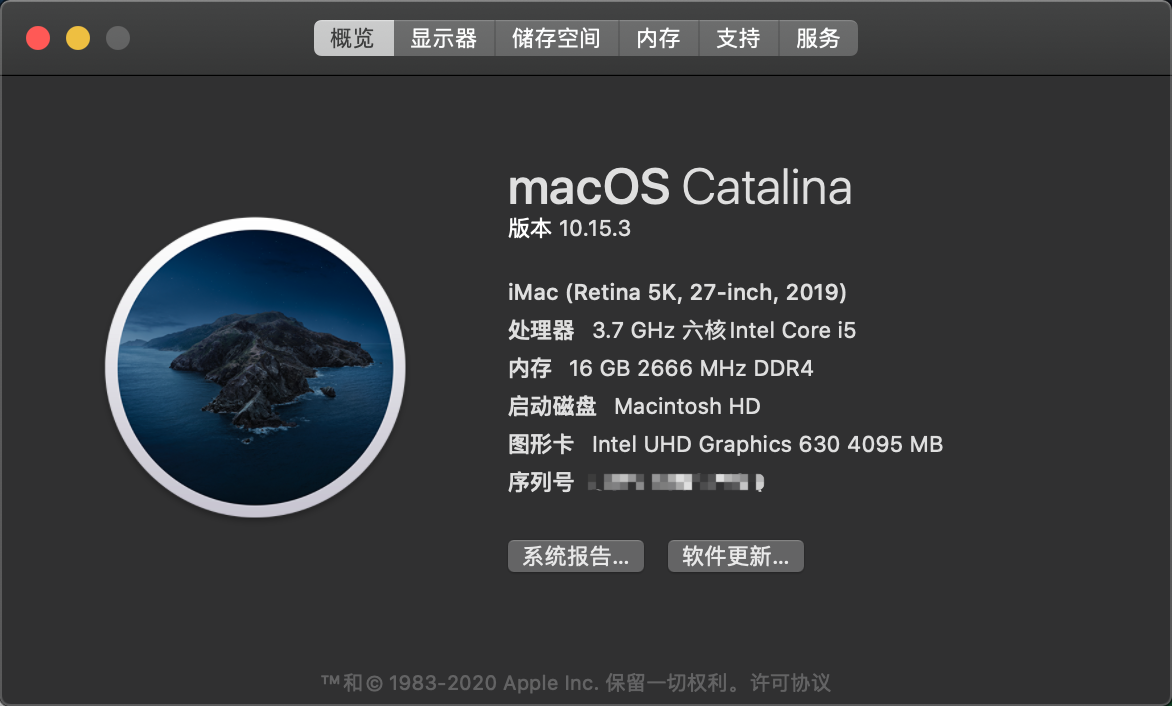 概览 显示器 储存空间 内存 支持 服务
macOS Catalina
版本 10.15.3
iMac (Retina 5K, 27-inch, 2019)
处理器 3.7 GHz 六核Intel Core i5
内存 16 GB 2666 MHz DDR4
启动磁盘 Macintosh HD
图形卡 Intel UHD Graphics 630 4095 MB
序列号
系统报告... 软件更新...
™和© 1983-2020 Apple Inc. 保留一切权利。许可协议